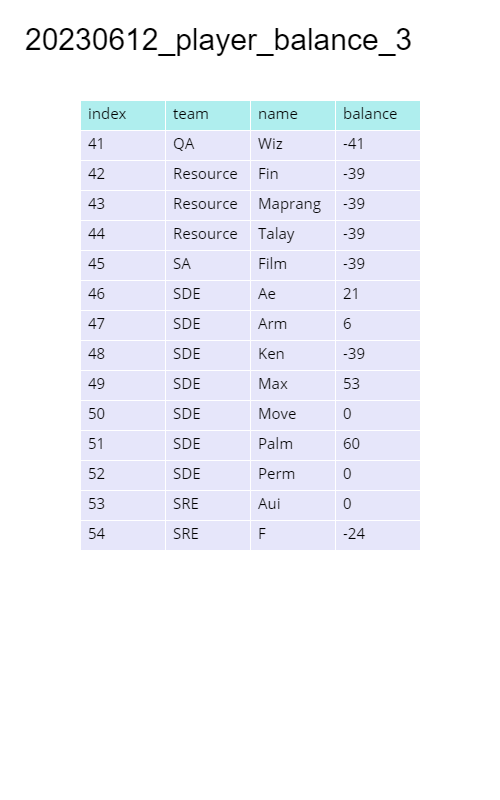 20230612_player_balance_3
index team name balance
41 QA Wiz -41
42 Resource Fin -39
43 Resource Maprang -39
44 Resource Talay -39
45 SA Film -39
46 SDE Ae 21
47 SDE Arm 6
48 SDE Ken -39
49 SDE Max 53
50 SDE Move 0
51 SDE Palm 60
52 SDE Perm 0
53 SRE Aui 0
54 SRE F -24